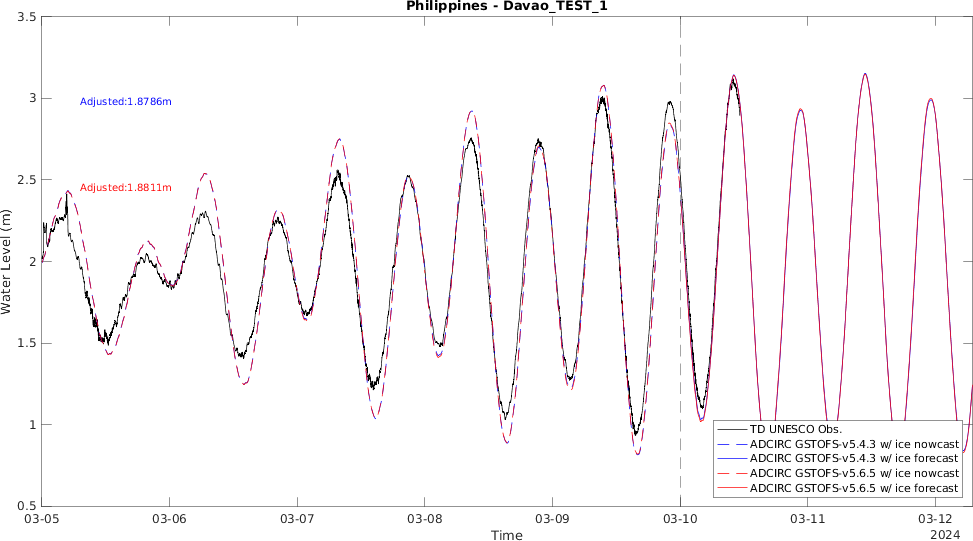 Philippines - Davao_TEST_1
3.5
3
2.5
2
1.5
1
0.5
Water Level (m)
Adjusted:1.8786m
Adjusted:1.8811m
TD UNESCO Obs.
ADCIRC GSTOFS-v5.4.3 w/ ice nowcast
ADCIRC GSTOFS-v5.4.3 w/ ice forecast
ADCIRC GSTOFS-v5.6.5 w/ ice nowcast
ADCIRC GSTOFS-v5.6.5 w/ ice forecast
03-05 03-06 03-07 03-08 03-09 03-10 03-11 03-12
Time
2024